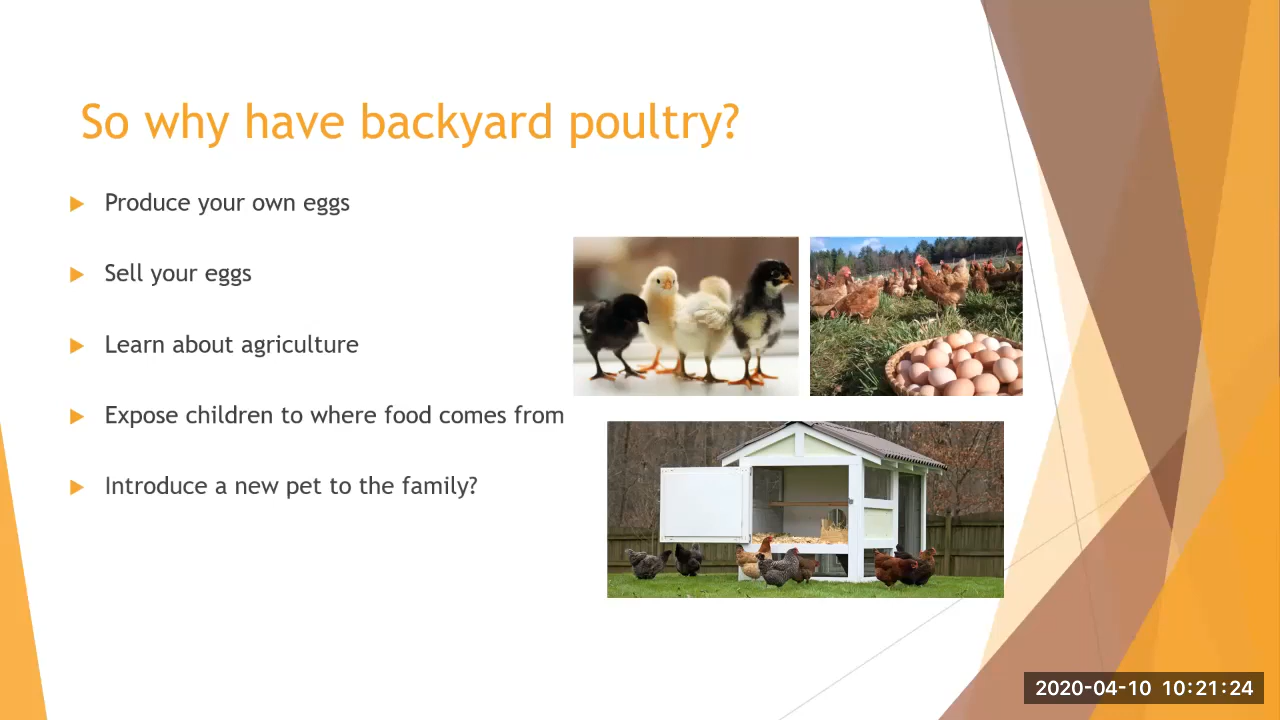 So why have backyard poultry?
Produce your own eggs
Sell your eggs
Learn about agriculture
Expose children to where food comes from
Introduce a new pet to the family?
2020-04-10 10:21:24